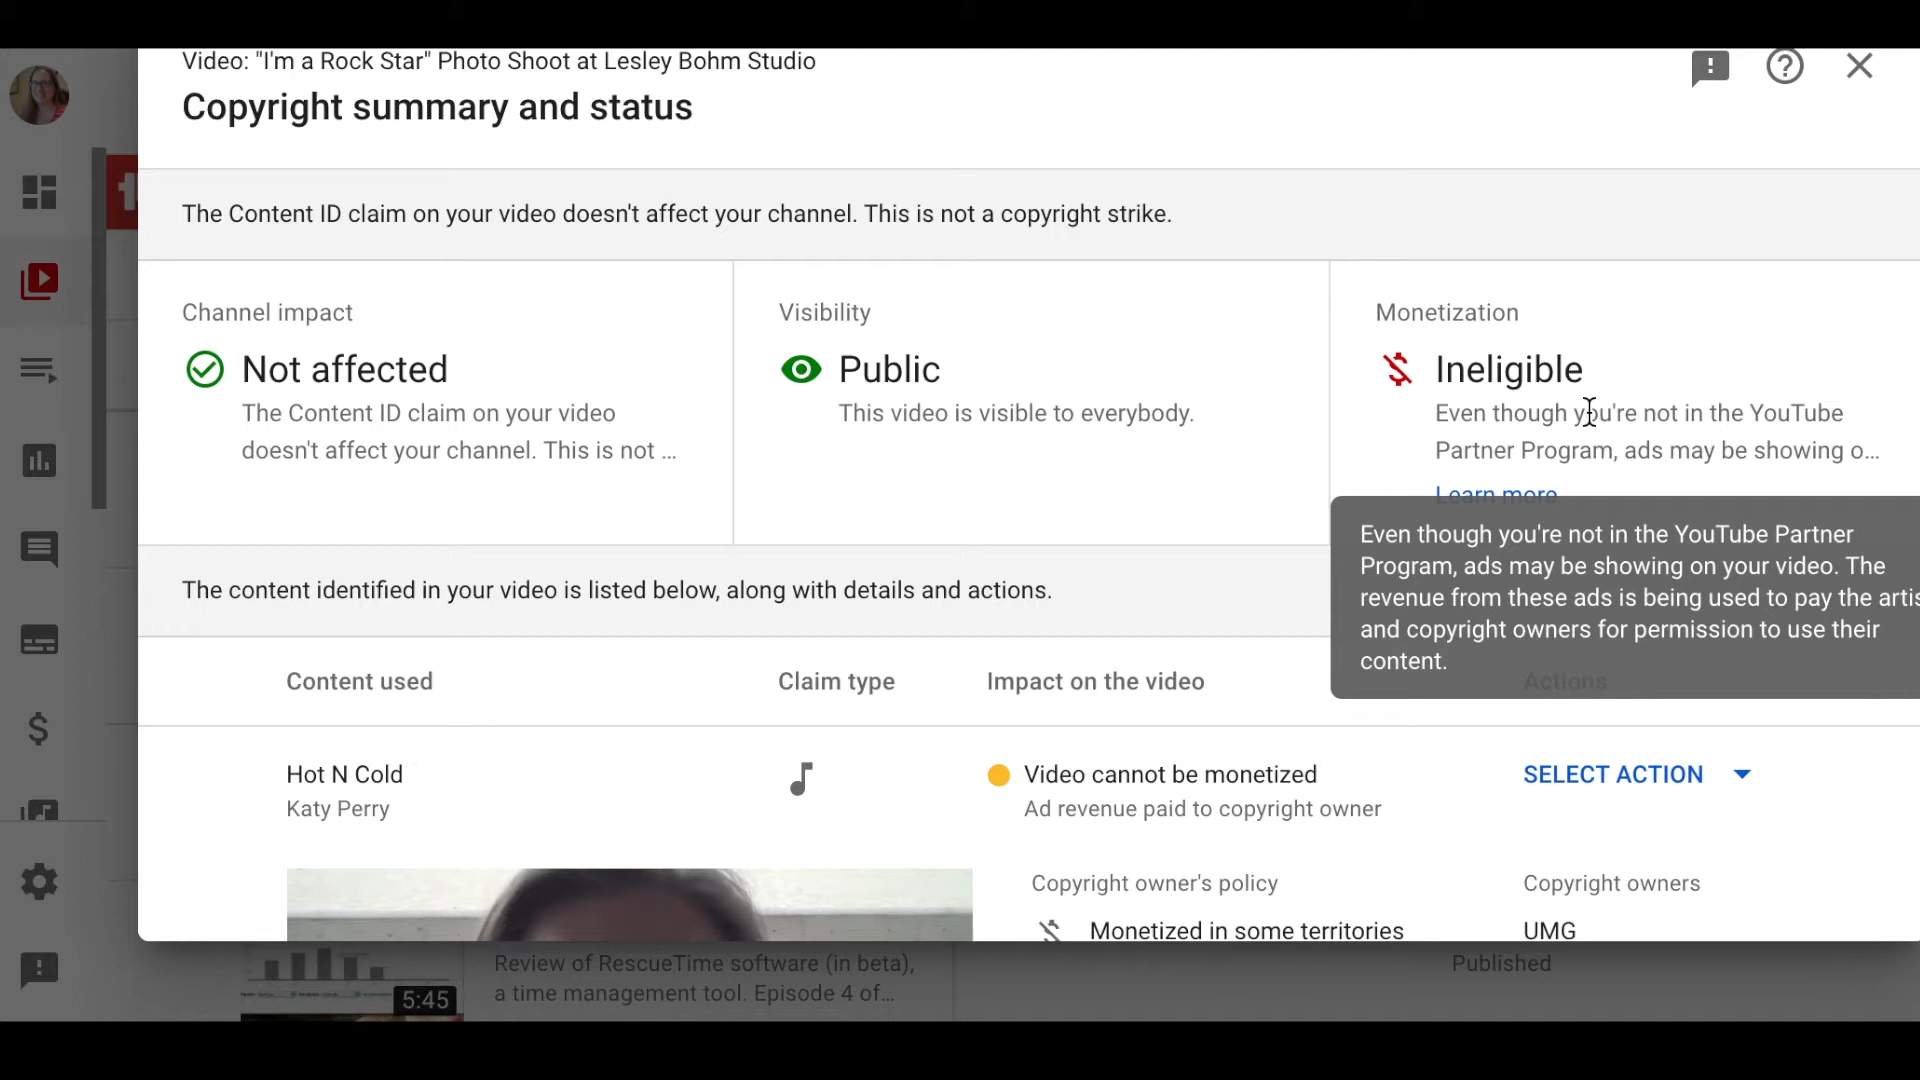 Video: "I'm a Rock Star" Photo Shoot at Lesley Bohm Studio
Copyright summary and status
The Content ID claim on your video doesn't affect your channel. This is not a copyright strike.
Channel impact
Not affected
The Content ID claim on your video
doesn't affect your channel. This is not ...
Visibility
Public
This video is visible to everybody.
Monetization
Ineligible
Even though you're not in the YouTube
Partner Program, ads may be showing o...
Learn more
Even though you're not in the YouTube Partner
Program, ads may be showing on your video. The
revenue from these ads is being used to pay the artis
and copyright owners for permission to use their
content.
The content identified in your video is listed below, along with details and actions.
Content used
Claim type
Impact on the video
Actions
Hot N Cold
Katy Perry
Video cannot be monetized
Ad revenue paid to copyright owner
SELECT ACTION
Copyright owner's policy
Monetized in some territories
Copyright owners
UMG
5:45
Review of RescueTime software (in beta),
a time management tool. Episode 4 of...
Published